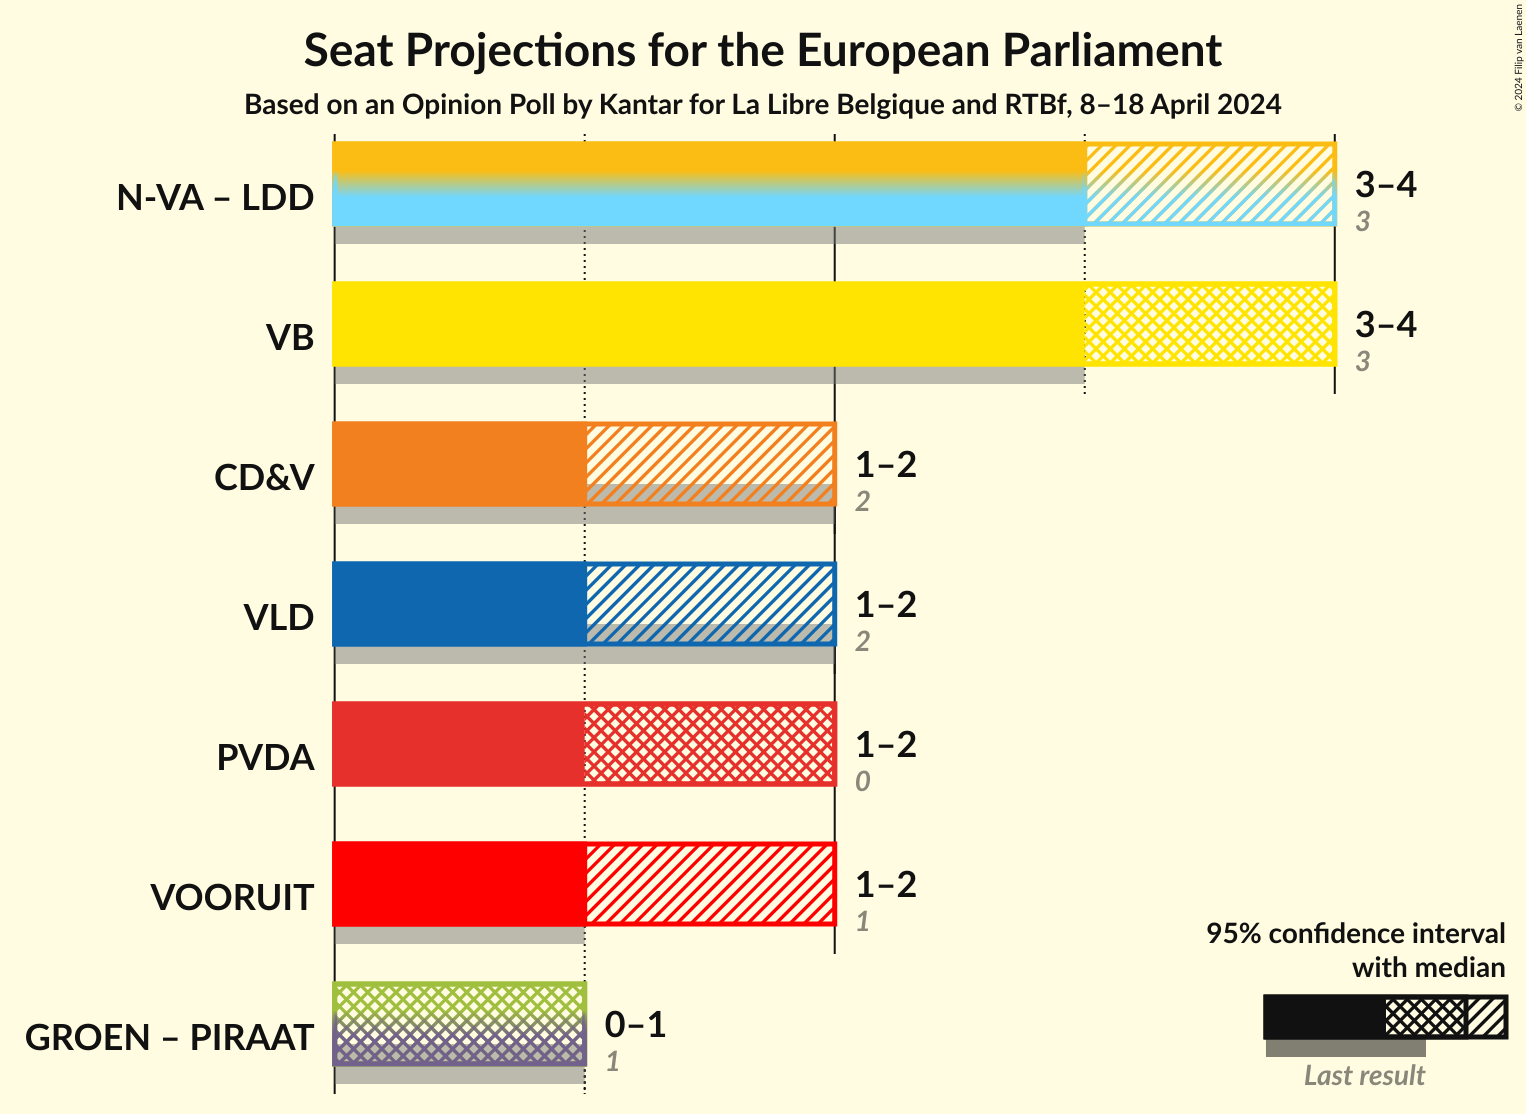 Seat Projections for the European Parliament
Based on an Opinion Poll by Kantar for La Libre Belgique and RTBf, 8–18 April 2024
© 2024 Filip van Laenen
N-VA – LDD
3–4
3
VB
3–4
3
CD&V
1–2
2
VLD
1–2
2
PVDA
1–2
0
VOORUIT
1–2
1
GROEN – PIRAAT
0–1
1
95% confidence interval
with median
Last result